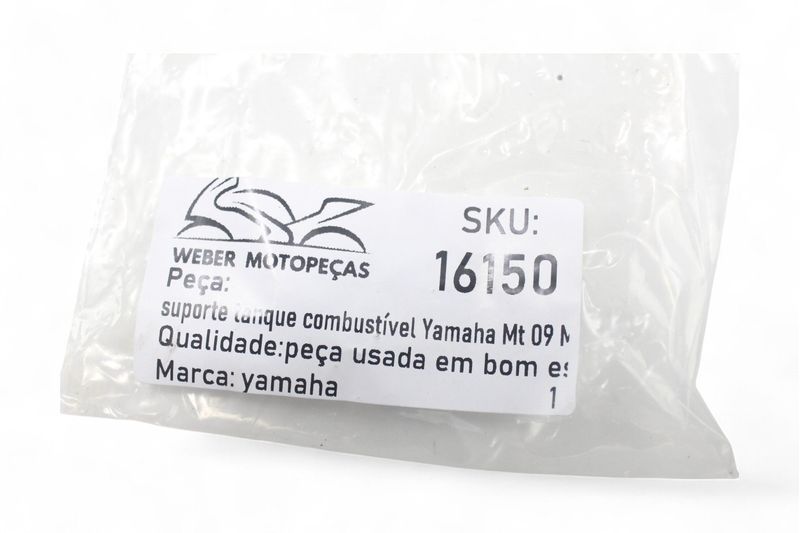 SKU:
WEBER MOTOPEÇAS
16150
Peça:
suporte tanque combustível Yamaha Mt 09 M
Qualidade:peça usada em bom es
Marca: yamaha
1